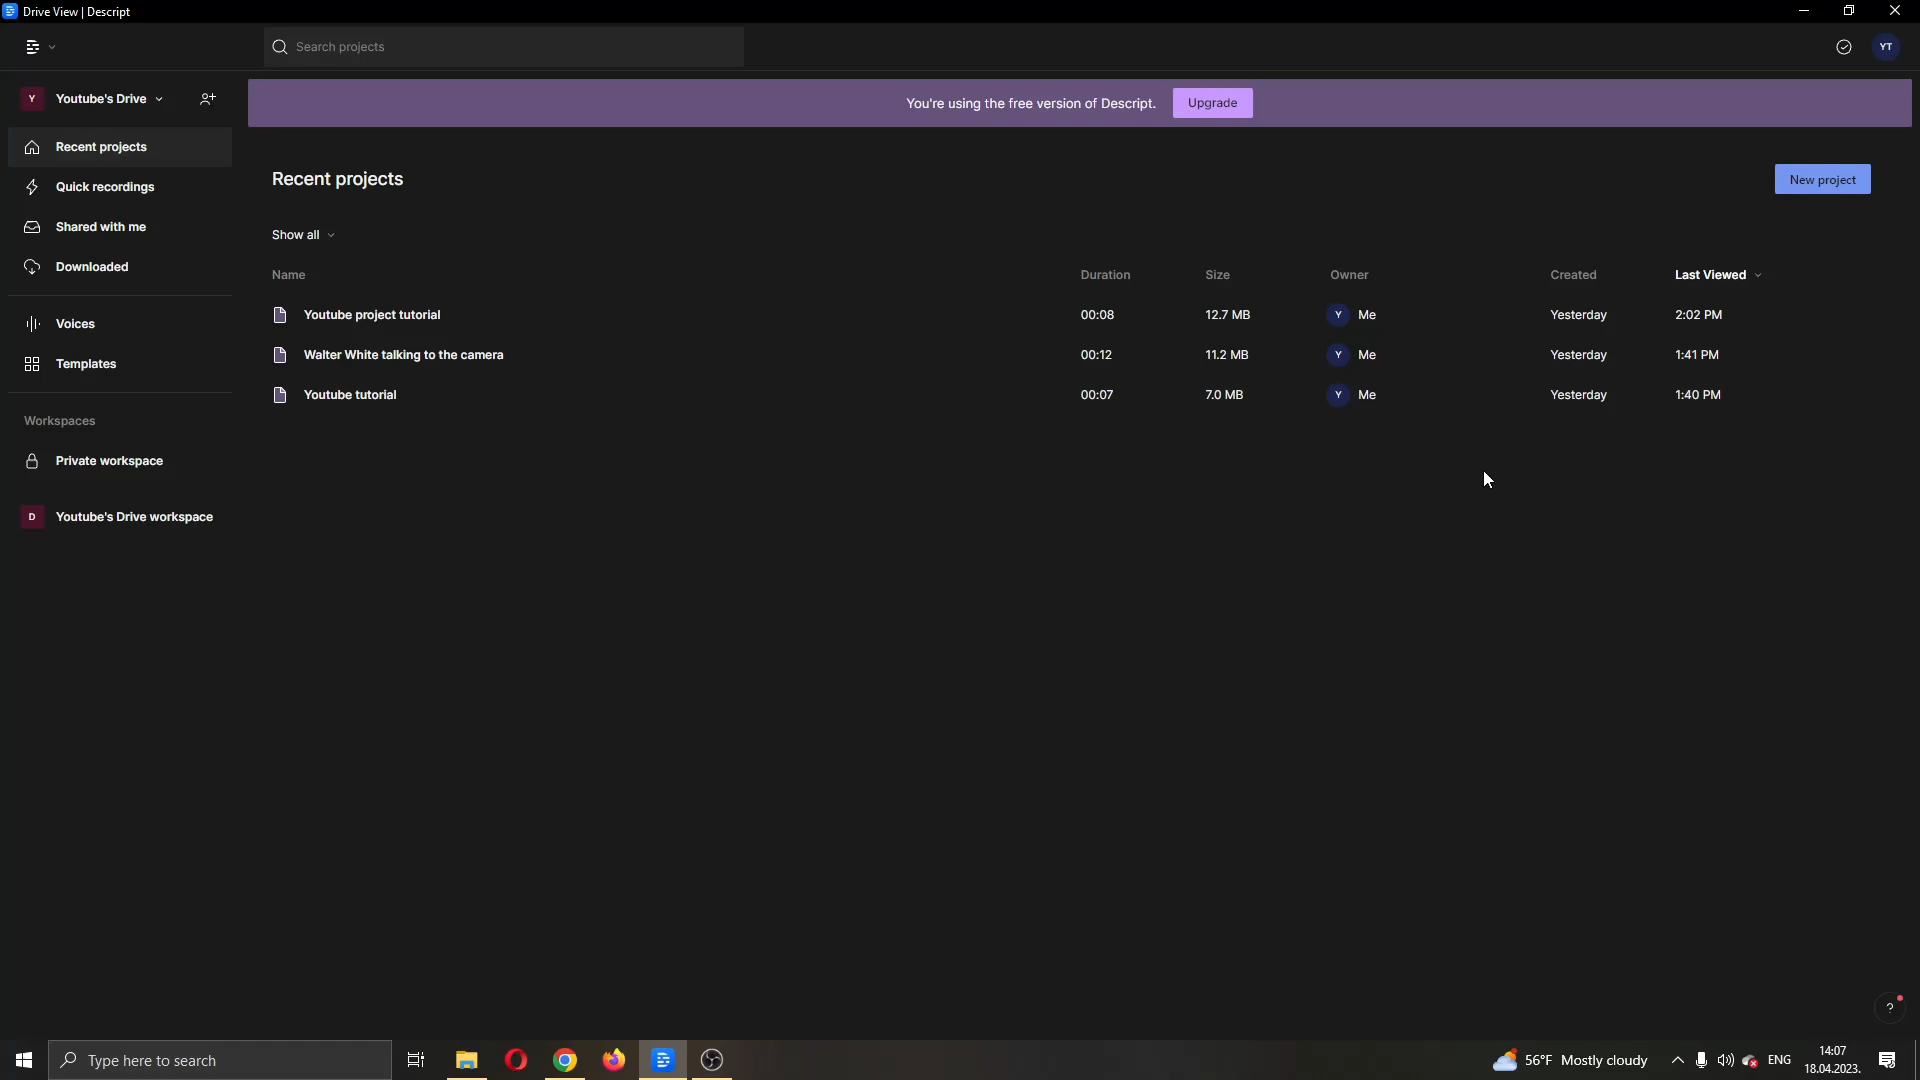 Drive View | Descript
Search projects
YT
Y Youtube's Drive
You're using the free version of Descript. Upgrade
Recent projects
Quick recordings
Shared with me
Downloaded
Voices
Templates
Workspaces
Private workspace
D Youtube's Drive workspace
Recent projects
New project
Show all
Name Duration Size Owner Created Last Viewed
Youtube project tutorial 00:08 12.7 MB Y Me Yesterday 2:02 PM
Walter White talking to the camera 00:12 11.2 MB Y Me Yesterday 1:41 PM
Youtube tutorial 00:07 7.0 MB Y Me Yesterday 1:40 PM
?
Type here to search
56°F Mostly cloudy
ENG
14:07
18.04.2023.